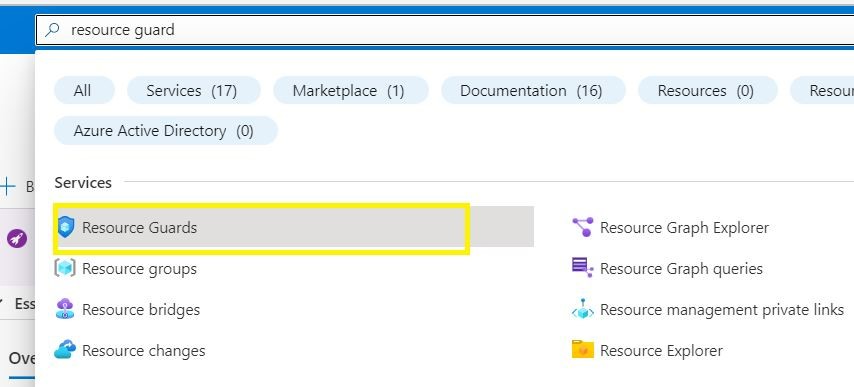 resource guard
All Services (17) Marketplace (1) Documentation (16) Resources (0) Resour
Azure Active Directory (0)
B
Services
Resource Guards Resource Graph Explorer
Resource groups Resource Graph queries
Ess Resource bridges Resource management private links
Ove Resource changes Resource Explorer